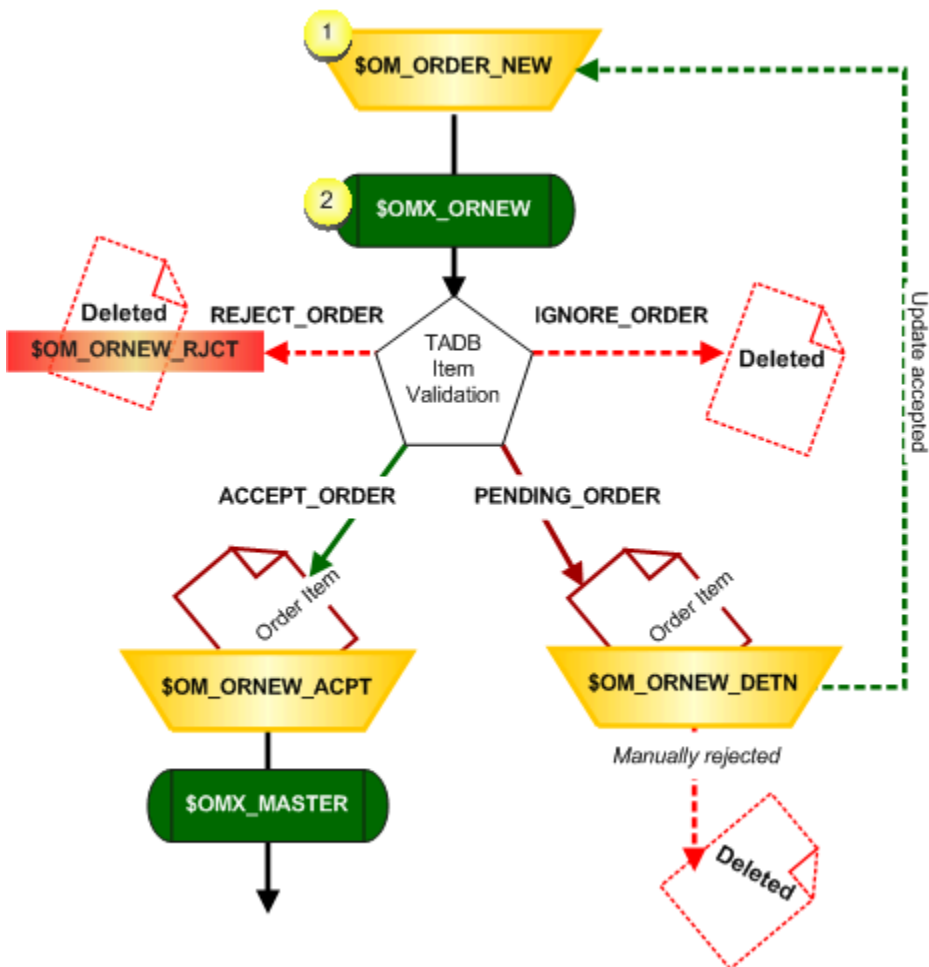 1
$OM_ORDER_NEW
2
$OMX_ORNEW
Deleted
REJECT_ORDER
IGNORE_ORDER
$OM_ORNEW_RJCT
TADB
Item
Validation
Deleted
Update accepted
ACCEPT_ORDER
PENDING_ORDER
Order Item
Order Item
$OM_ORNEW_ACPT
$OM_ORNEW_DETN
Manually rejected
$OMX_MASTER
Deleted